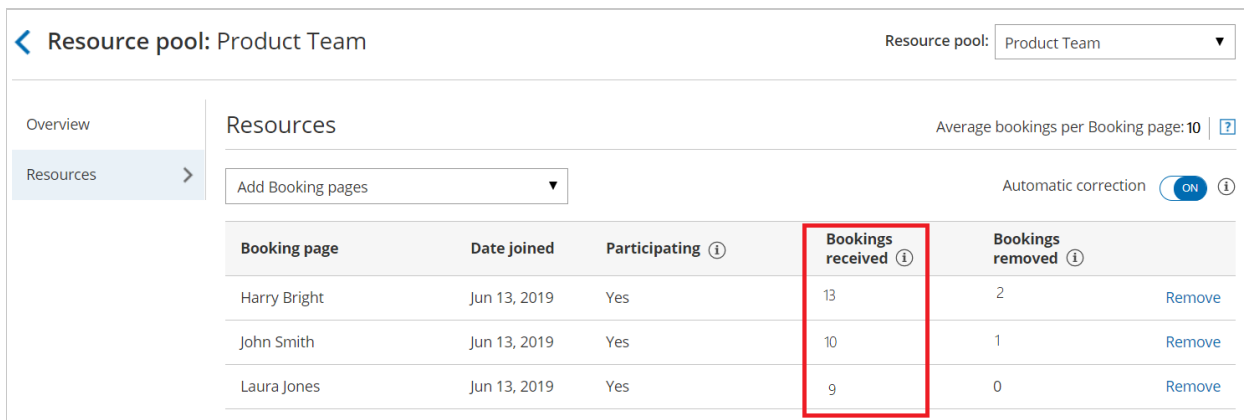 Resource pool: Product Team
Resource pool: Product Team
Overview
Resources
Resources
Average bookings per Booking page: 10 ?
Add Booking pages
Automatic correction ON i
Booking page Date joined Participating i Bookings received i Bookings removed i
Harry Bright Jun 13, 2019 Yes 13 2 Remove
John Smith Jun 13, 2019 Yes 10 1 Remove
Laura Jones Jun 13, 2019 Yes 9 0 Remove